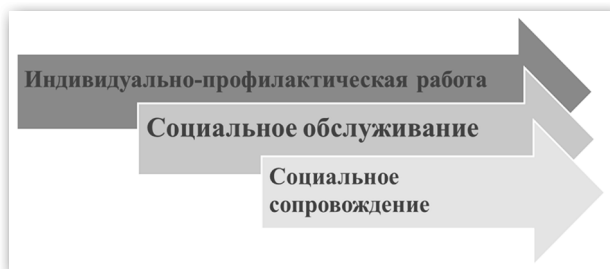 Индивидуально-профилактическая работа
Социальное обслуживание
Социальное
сопровождение